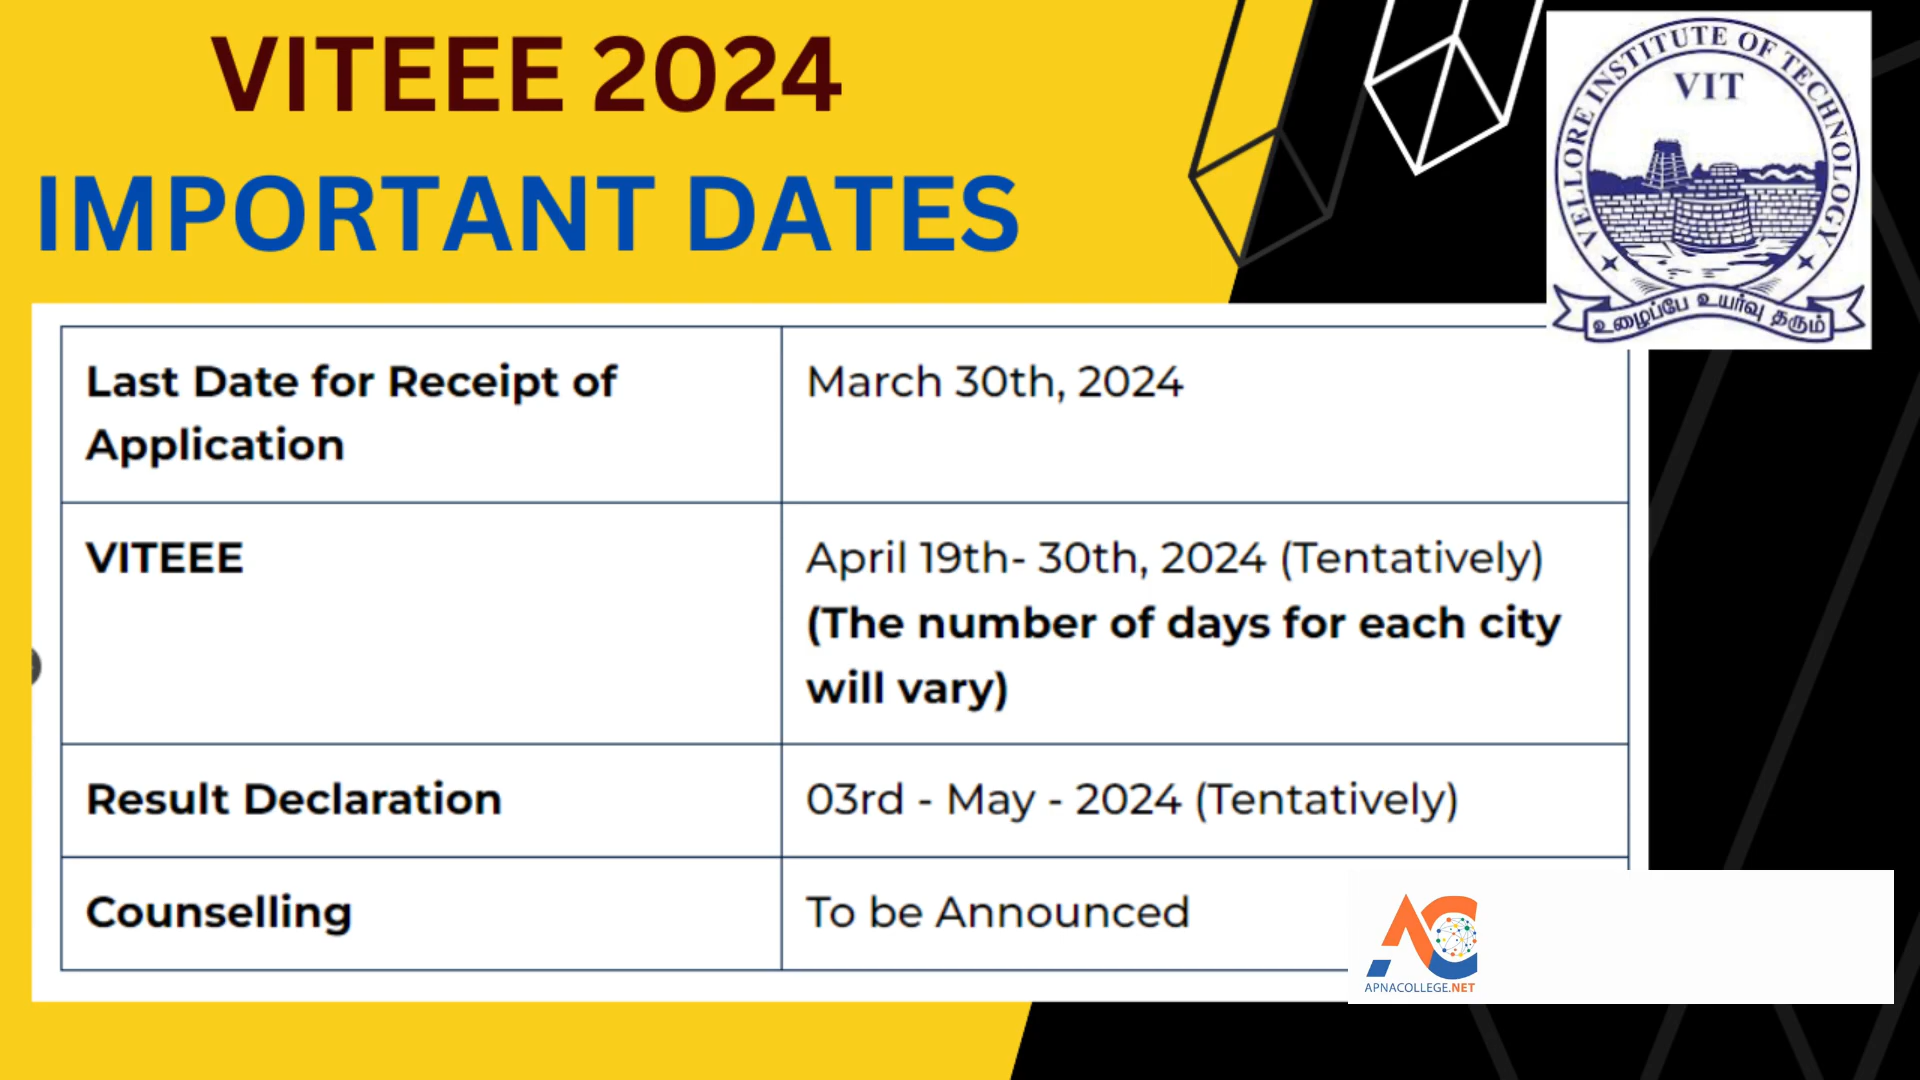 VITEEE 2024
IMPORTANT DATES
VELLORE INSTITUTE OF TECHNOLOGY
VIT
உழைப்பே உயர்வு தரும்
Last Date for Receipt of
Application
March 30th, 2024
VITEEE
April 19th- 30th, 2024 (Tentatively)
(The number of days for each city
will vary)
Result Declaration
03rd - May - 2024 (Tentatively)
Counselling
To be Announced
AC
APNACOLLEGE.NET